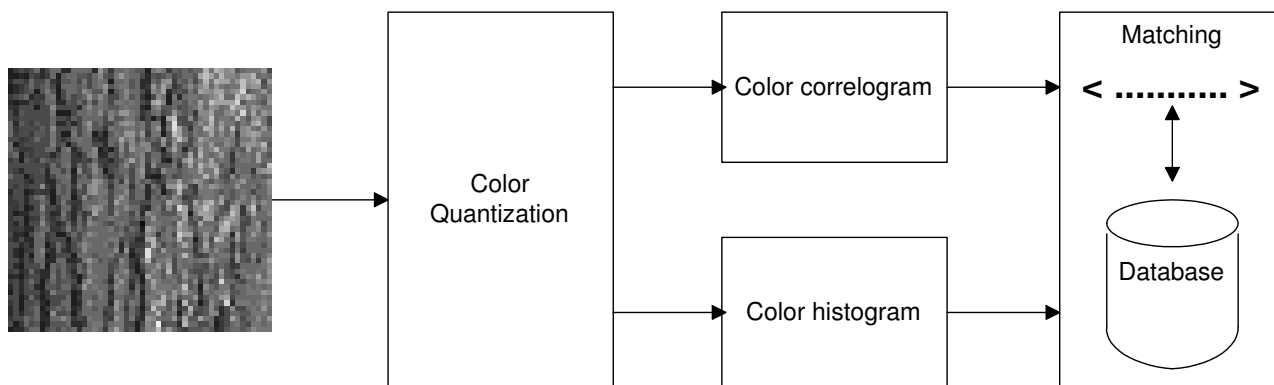 Color
Quantization
Color correlogram
Color histogram
Matching
< ........... >
Database